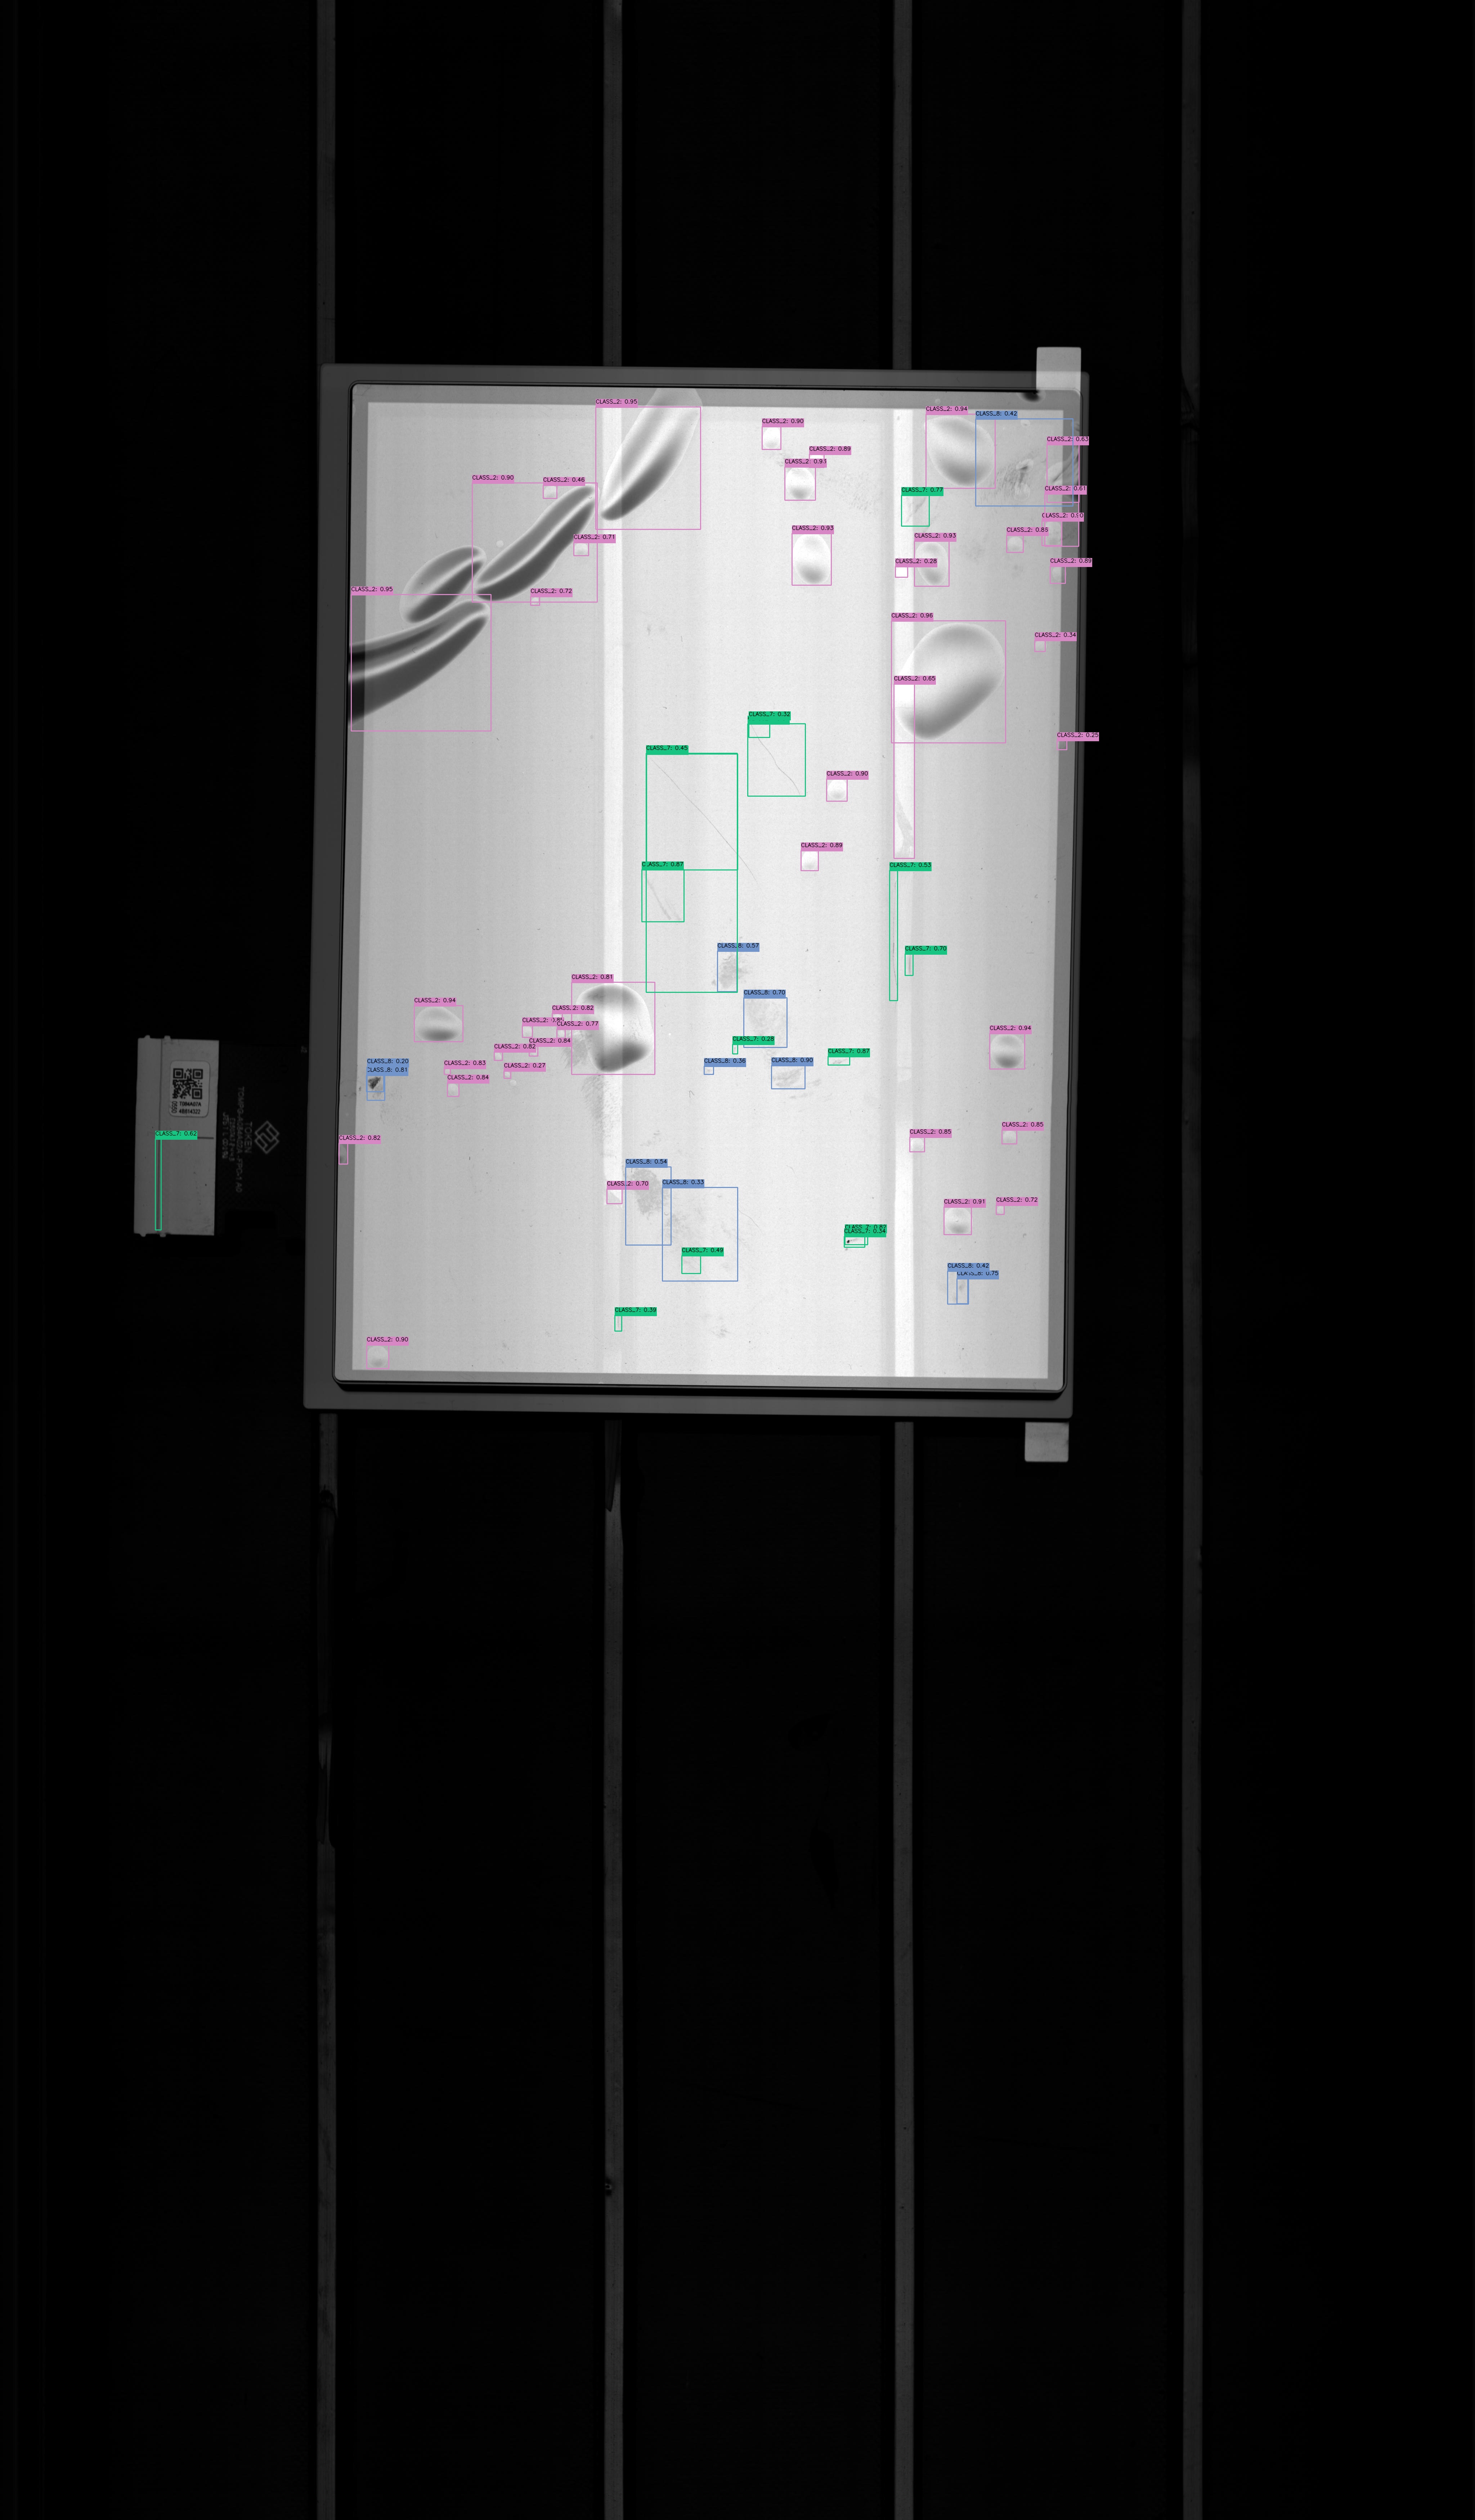 CLASS_2: 0.95
CLASS_2: 0.94
CLASS_8: 0.42
CLASS_2: 0.90
CLASS_2: 0.83
CLASS_2: 0.89
CLASS_2: 0.91
CLASS_2: 0.90
CLASS_2: 0.46
CLASS_7: 0.77
CLASS_2: 0.61
CLASS_2: 0.93
CLASS_2: 0.88
CLASS_2: 0.71
CLASS_2: 0.93
CLASS_2: 0.28
CLASS_2: 0.89
CLASS_2: 0.95
CLASS_2: 0.72
CLASS_2: 0.96
CLASS_2: 0.34
CLASS_2: 0.65
CLASS_7: 0.32
CLASS_2: 0.25
CLASS_7: 0.45
CLASS_2: 0.90
CLASS_2: 0.89
CLASS_7: 0.87
CLASS_7: 0.53
CLASS_8: 0.57
CLASS_7: 0.70
CLASS_2: 0.81
CLASS_8: 0.70
CLASS_2: 0.94
CLASS_2: 0.82
CLASS_2:
CLASS_2: 0.77
CLASS_2: 0.94
CLASS_2: 0.84
CLASS_7: 0.28
CLASS_2: 0.82
CLASS_7: 0.87
CLASS_8: 0.20
CLASS_2: 0.83
CLASS_2: 0.27
CLASS_8: 0.36
CLASS_8: 0.90
CLASS_8: 0.81
CLASS_2: 0.84
CLASS_7: 0.62
CLASS_2: 0.82
CLASS_2: 0.85
CLASS_2: 0.85
CLASS_8: 0.54
CLASS_2: 0.70
CLASS_8: 0.33
CLASS_2: 0.91
CLASS_2: 0.72
CLASS_7: 0.54
CLASS_7: 0.49
CLASS_8: 0.42
CLASS_8: 0.75
CLASS_7: 0.39
CLASS_2: 0.90